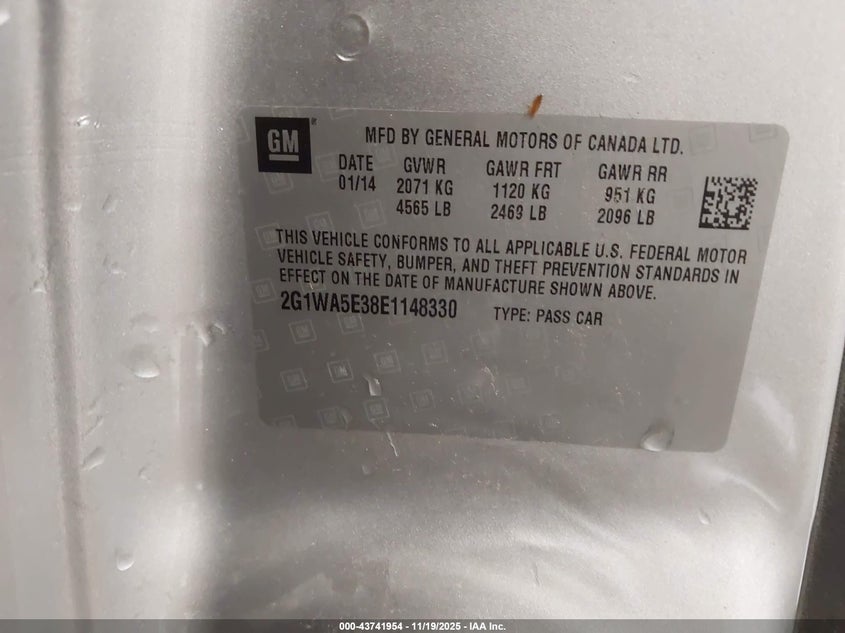 GM
MFD BY GENERAL MOTORS OF CANADA LTD.
DATE GVWR GAWR FRT GAWR RR
01/14 2071 KG 1120 KG 951 KG
4565 LB 2469 LB 2096 LB
THIS VEHICLE CONFORMS TO ALL APPLICABLE U.S. FEDERAL MOTOR
VEHICLE SAFETY, BUMPER, AND THEFT PREVENTION STANDARDS IN
EFFECT ON THE DATE OF MANUFACTURE SHOWN ABOVE.
2G1WA5E38E1148330 TYPE: PASS CAR
000-43741954 - 11/19/2025 - IAA Inc.